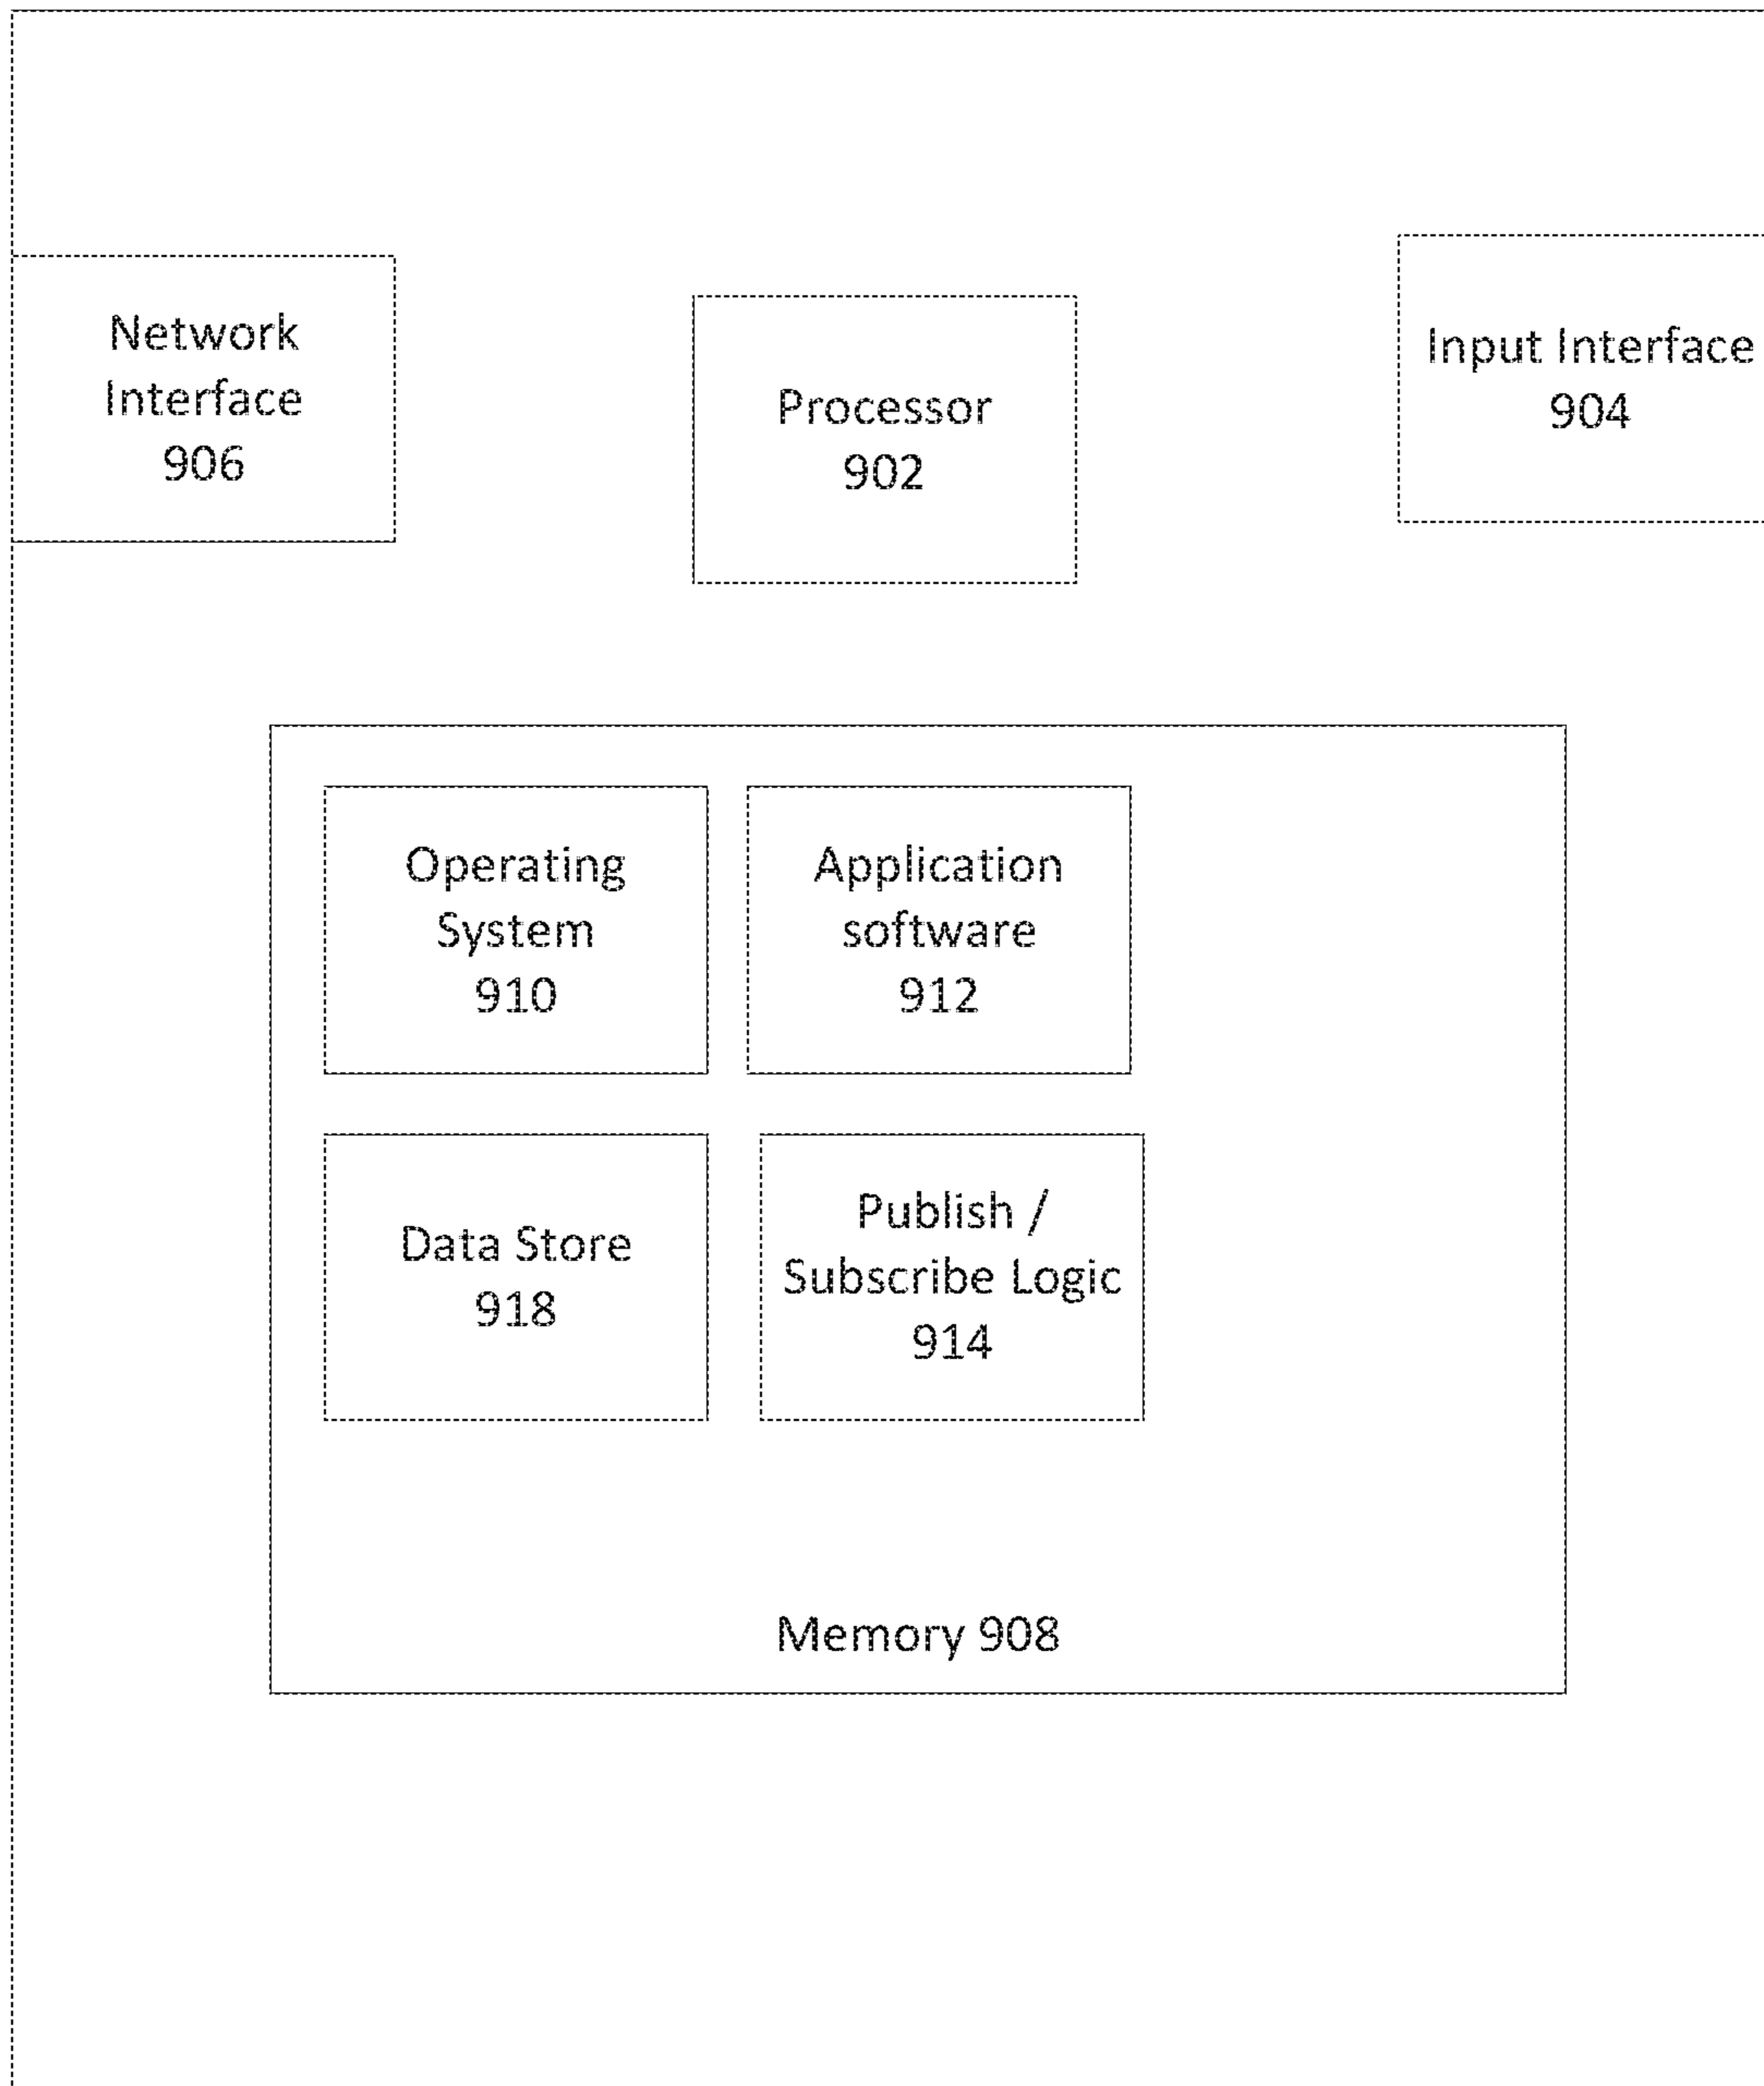 Network
Interface
906
Processor
902
Input Interface
904
Operating
System
910
Application
software
912
Data Store
918
Publish /
Subscribe Logic
914
Memory 908